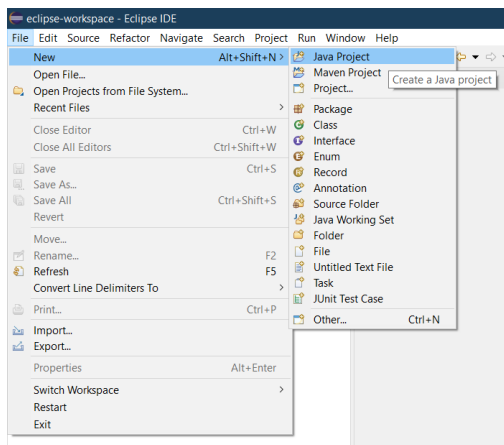 eclipse-workspace - Eclipse IDE
File Edit Source Refactor Navigate Search Project Run Window Help
New Alt+Shift+N >
Open File...
Open Projects from File System...
Recent Files >
Close Editor Ctrl+W
Close All Editors Ctrl+Shift+W
Save Ctrl+S
Save As...
Save All Ctrl+Shift+S
Revert
Move...
Rename... F2
Refresh F5
Convert Line Delimiters To >
Print... Ctrl+P
Import...
Export...
Properties Alt+Enter
Switch Workspace >
Restart
Exit
Java Project
Maven Project
Project...
Create a Java project
Package
Class
Interface
Enum
Record
Annotation
Source Folder
Java Working Set
Folder
File
Untitled Text File
Task
JUnit Test Case
Other... Ctrl+N